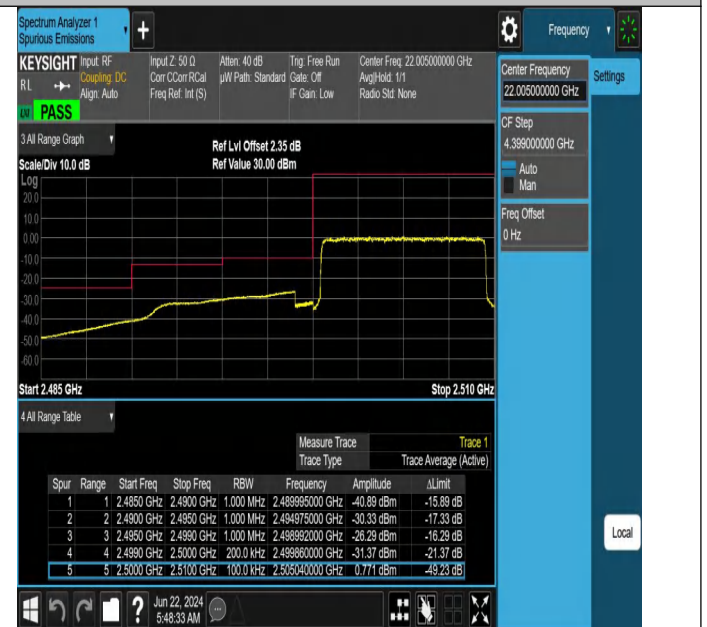 Spectrum Analyzer 1
Spurious Emissions
Frequency
KEYSIGHT
RL
PASS
Input: RF
Coupling: DC
Align: Auto
Input Z: 50 Ω
Corr CCorr RCal
Freq Ref: Int (S)
Atten: 40 dB
µW Path: Standard
Trig: Free Run
Gate: Off
IF Gain: Low
Center Freq: 22.005000000 GHz
Avg|Hold: 1/1
Radio Std: None
Center Frequency
22.005000000 GHz
Settings
CF Step
4.399000000 GHz
Auto
Man
Freq Offset
0 Hz
3 All Range Graph
Scale/Div 10.0 dB
Ref Lvl Offset 2.35 dB
Ref Value 30.00 dBm
Log
20.0
10.0
0.00
-10.0
-20.0
-30.0
-40.0
-50.0
-60.0
Start 2.485 GHz
Stop 2.510 GHz
4 All Range Table
Measure Trace Trace 1
Trace Type Trace Average (Active)
Spur Range Start Freq Stop Freq RBW Frequency Amplitude ΔLimit
1 1 2.4850 GHz 2.4900 GHz 1.000 MHz 2.489995000 GHz -40.89 dBm -15.89 dB
2 2 2.4900 GHz 2.4950 GHz 1.000 MHz 2.494975000 GHz -30.33 dBm -17.33 dB
3 3 2.4950 GHz 2.4990 GHz 1.000 MHz 2.498992000 GHz -26.29 dBm -16.29 dB
4 4 2.4990 GHz 2.5000 GHz 200.0 kHz 2.499860000 GHz -31.37 dBm -21.37 dB
5 5 2.5000 GHz 2.5100 GHz 100.0 kHz 2.505040000 GHz 0.771 dBm -49.23 dB
Local
Jun 22, 2024
5:48:33 AM